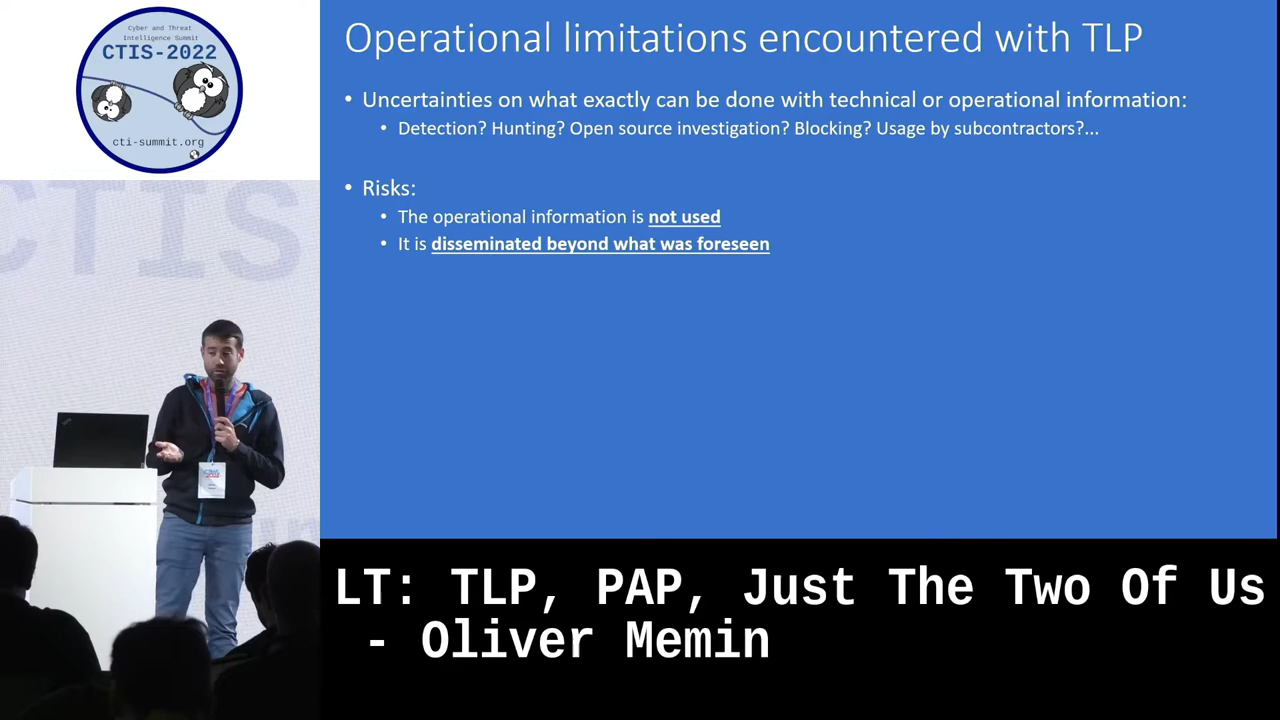 Cyber and Threat
Intelligence Summit
CTIS-2022
cti-summit.org
Operational limitations encountered with TLP
• Uncertainties on what exactly can be done with technical or operational information:
• Detection? Hunting? Open source investigation? Blocking? Usage by subcontractors?...
• Risks:
• The operational information is not used
• It is disseminated beyond what was foreseen
CTIS
LT: TLP, PAP, Just The Two Of Us
- Oliver Memin